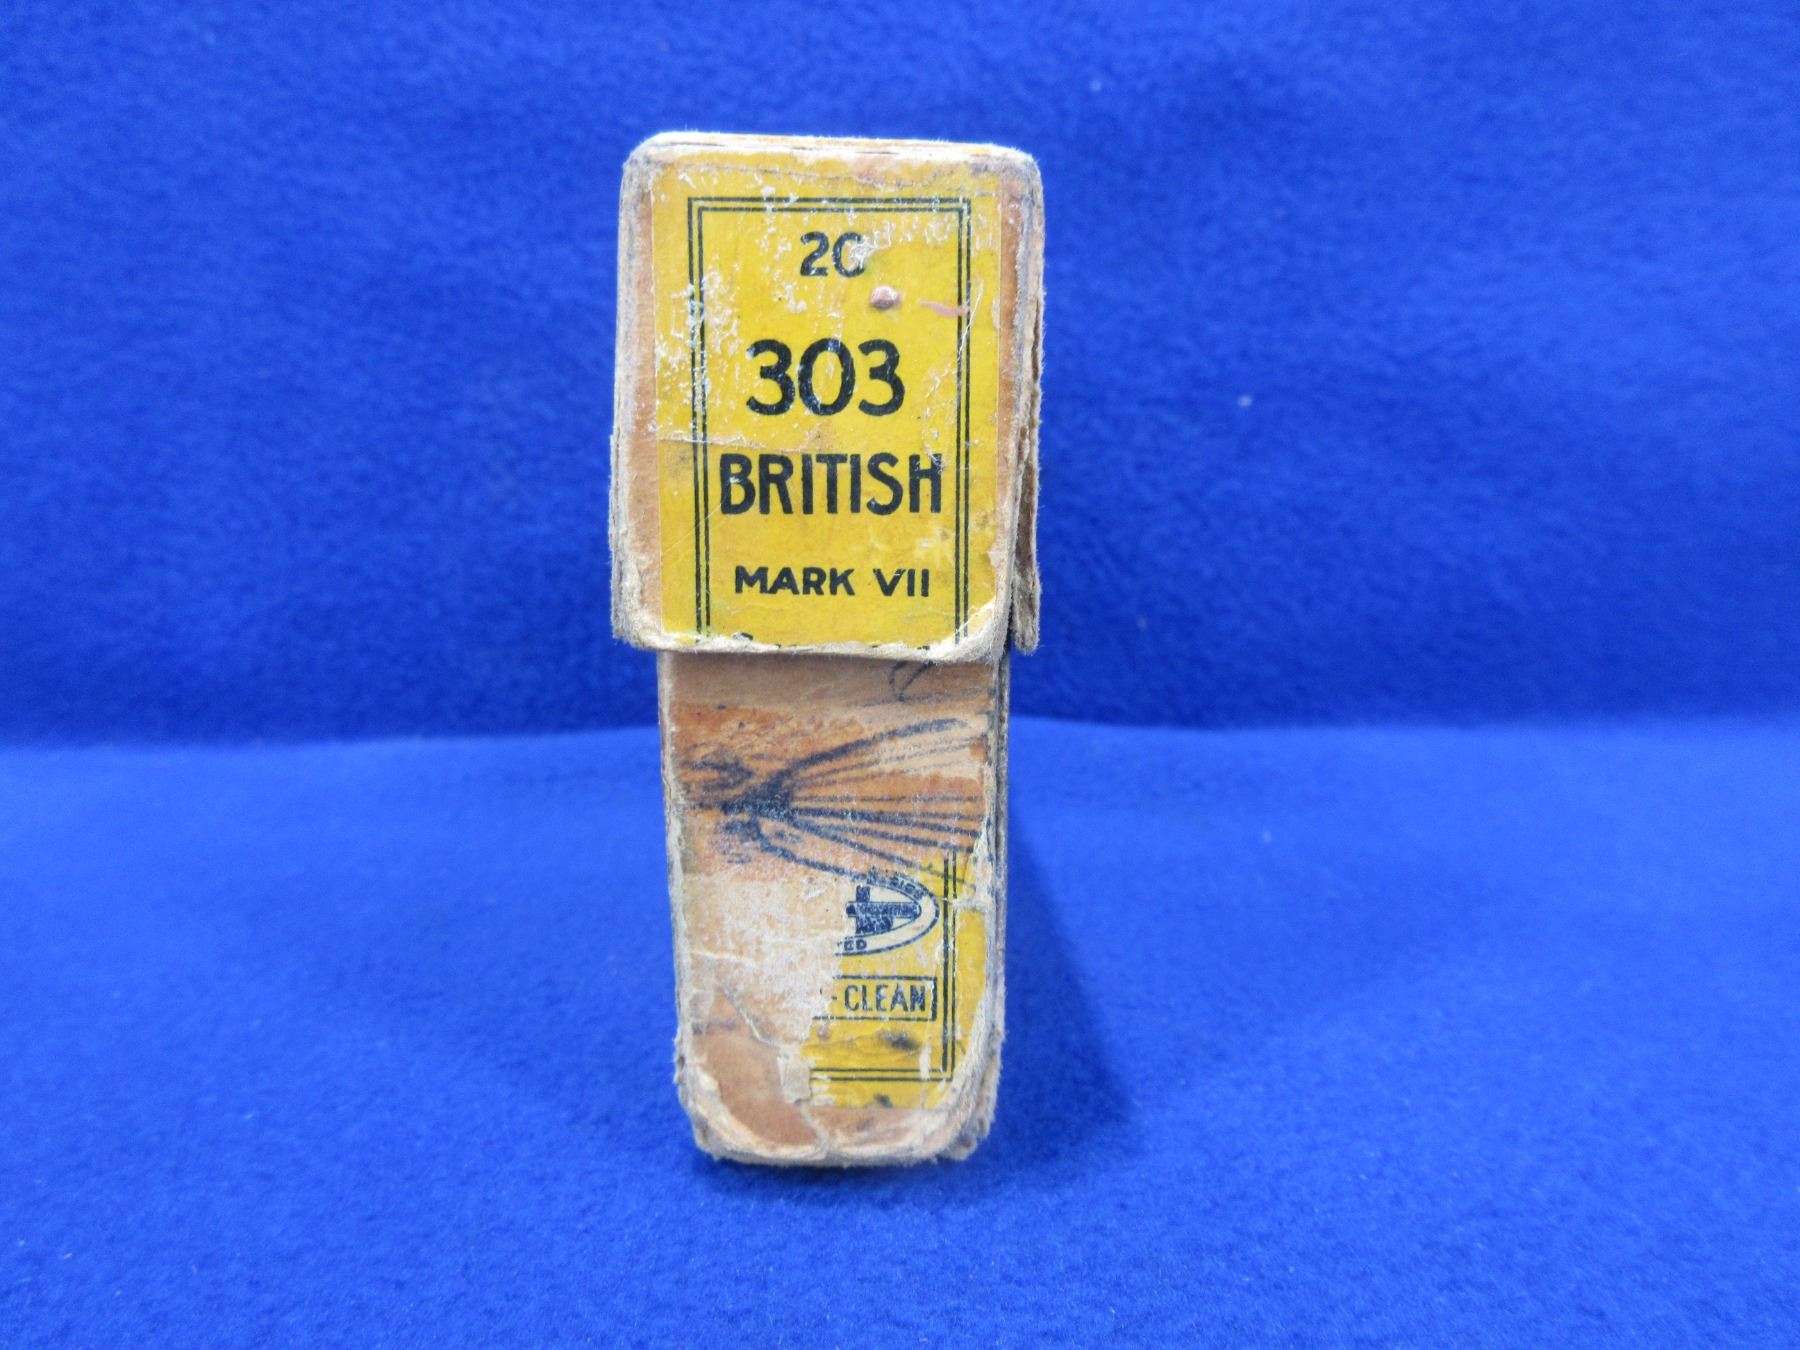 20
303
BRITISH
MARK VII
-CLEAN